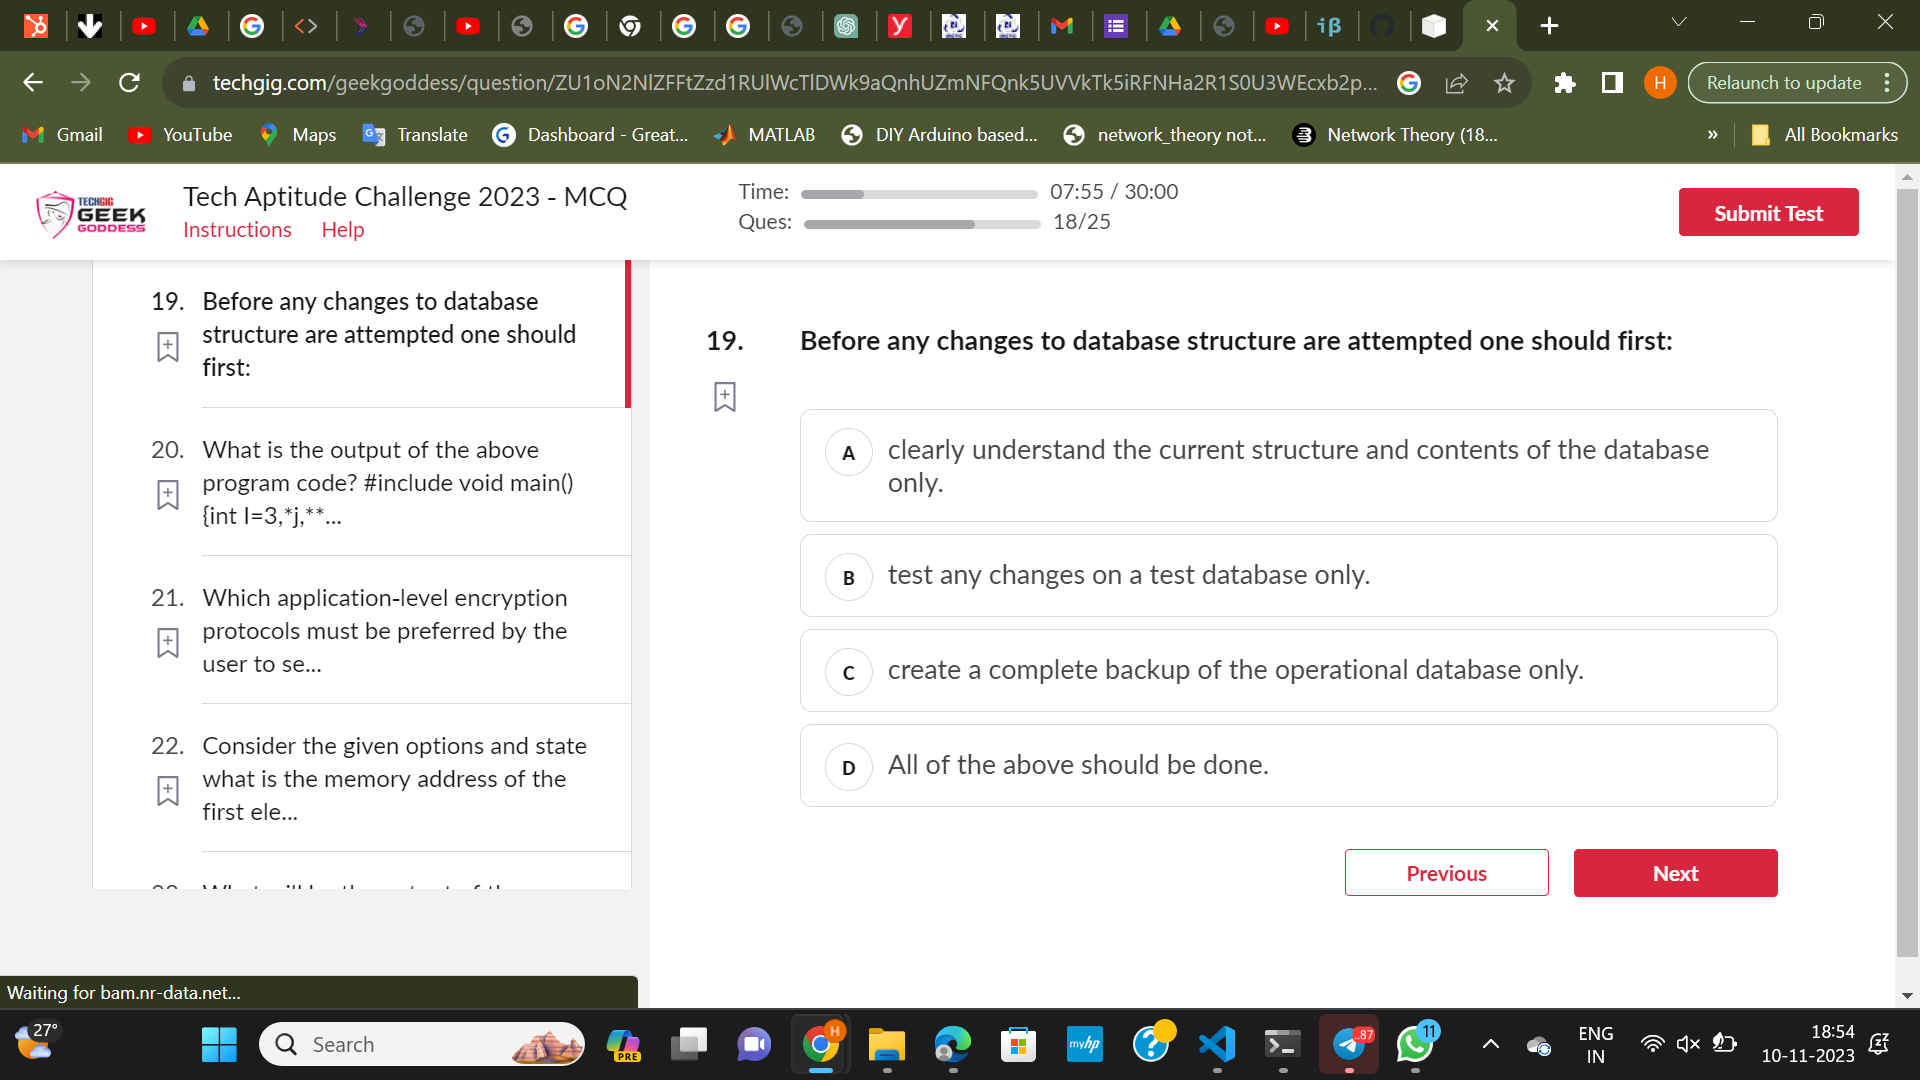 techgig.com/geekgoddess/question/ZU1oN2NlZFFtZzd1RUlWcTlDWk9aQnhUZmNFQnk5UVVkTk5iRFNHa2R1S0U3WEcxb2p...
H
Relaunch to update
Gmail
YouTube
Maps
Translate
Dashboard - Great...
MATLAB
DIY Arduino based...
network_theory not...
Network Theory (18...
»
All Bookmarks
TECHGIG
GEEK
GODDESS
Tech Aptitude Challenge 2023 - MCQ
Instructions
Help
Time:
07:55 / 30:00
Ques:
18/25
Submit Test
19.
Before any changes to database
structure are attempted one should
first:
20.
What is the output of the above
program code? #include void main()
{int I=3,*j,**...
21.
Which application-level encryption
protocols must be preferred by the
user to se...
22.
Consider the given options and state
what is the memory address of the
first ele...
19.
Before any changes to database structure are attempted one should first:
A
clearly understand the current structure and contents of the database
only.
B
test any changes on a test database only.
C
create a complete backup of the operational database only.
D
All of the above should be done.
Previous
Next
Waiting for bam.nr-data.net...
27°
Search
PRE
H
myhp
87
11
ENG
IN
18:54
10-11-2023